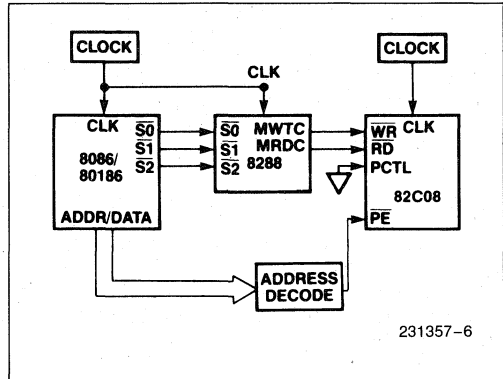 CLOCK
CLOCK
CLK
CLK
S0
S1
S2
8086/
80186
ADDR/DATA
S0
S1
S2
MWTC
MRDC
8288
WR
CLK
RD
PCTL
82C08
PE
ADDRESS
DECODE
231357-6